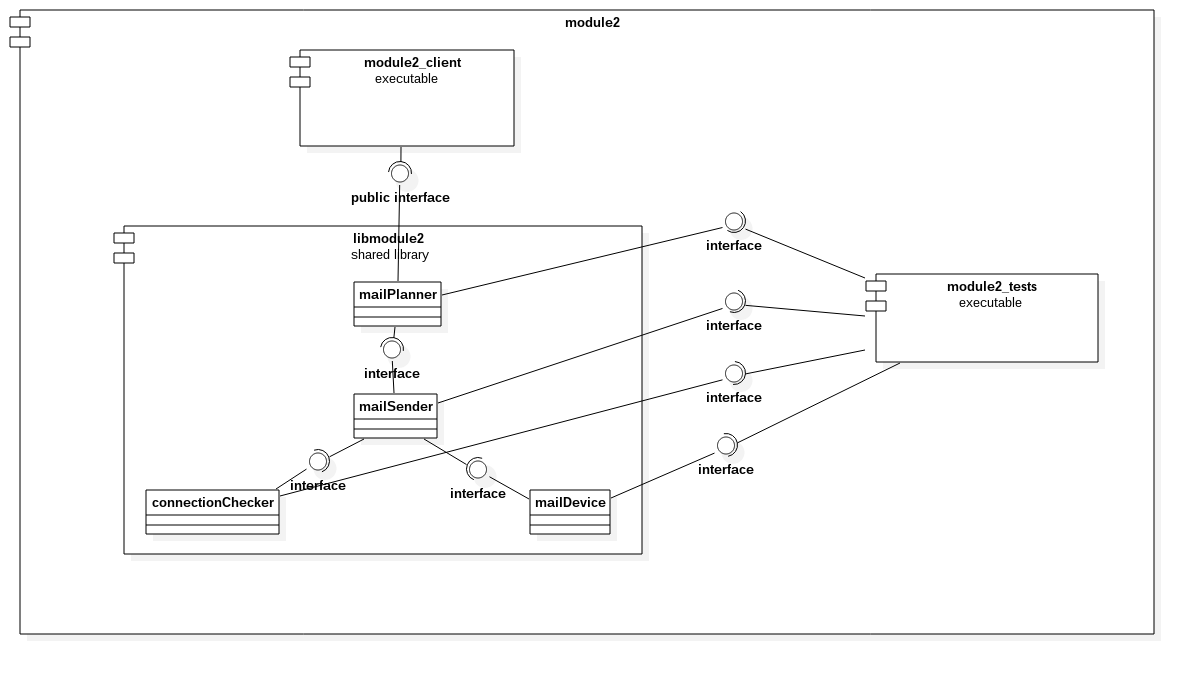 module2
module2_client
executable
public interface
libmodule2
shared library
mailPlanner
interface
mailSender
interface
connectionChecker
interface
mailDevice
interface
interface
interface
interface
module2_tests
executable